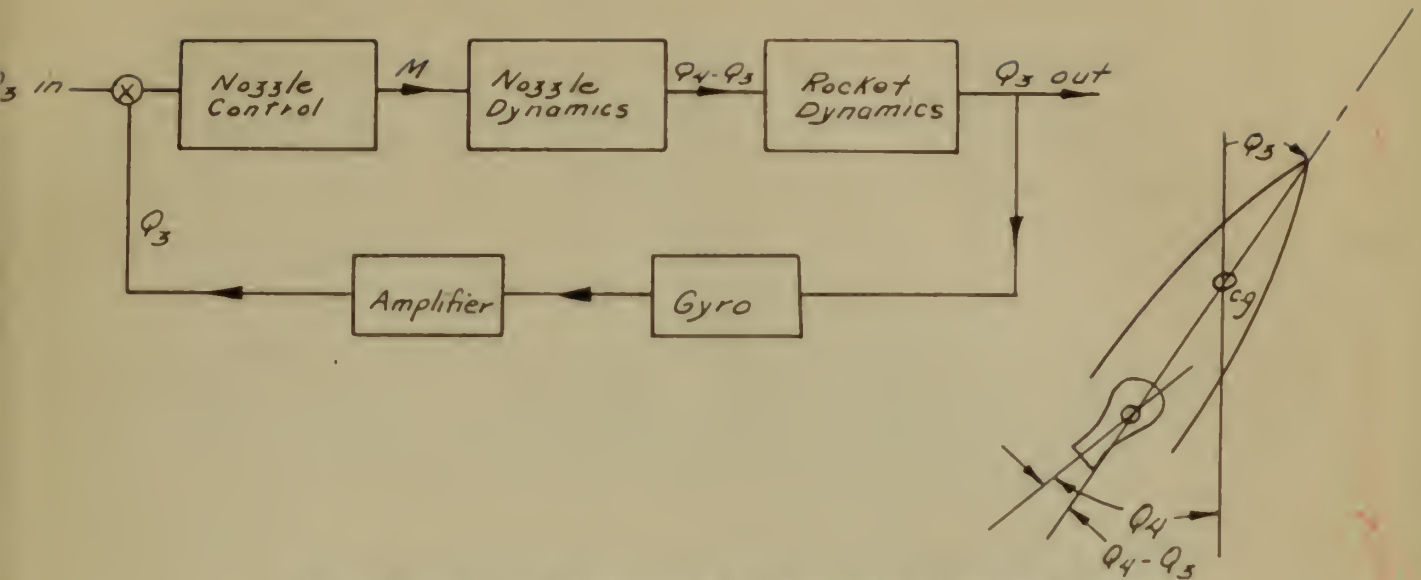 Q₃ in
Nozzle
Control
M
Nozzle
Dynamics
Q₄-Q₃
Rocket
Dynamics
Q₃ out
Q₃
Amplifier
Gyro
Q₃
cg
Q₄
Q₄-Q₃